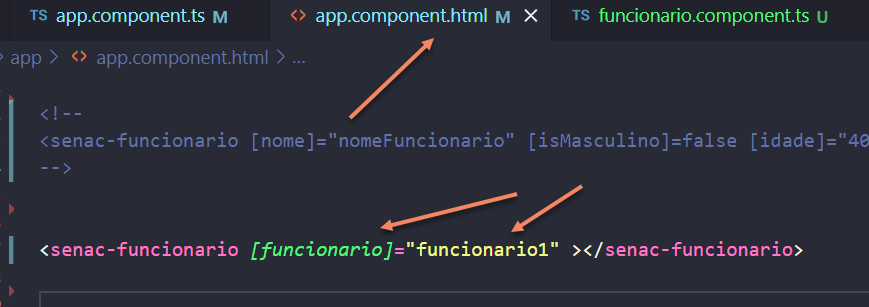 TS app.component.ts M <> app.component.html M × TS funcionario.component.ts U
app > <> app.component.html > ...
<!--
<senac-funcionario [nome]="nomeFuncionario" [isMasculino]=false [idade]="40
-->
<senac-funcionario [funcionario]="funcionario1" ></senac-funcionario>